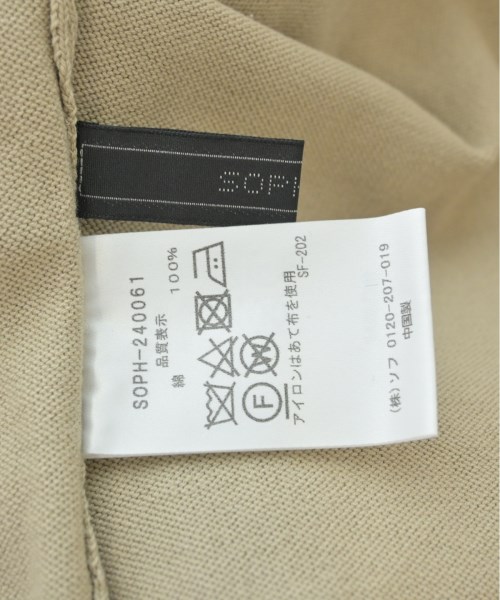 SOPH
SOPH-240061
品質表示
綿 100%
F W
アイロンはあて布を使用
SF-202
(株)ソフ 0120-207-019
中国製